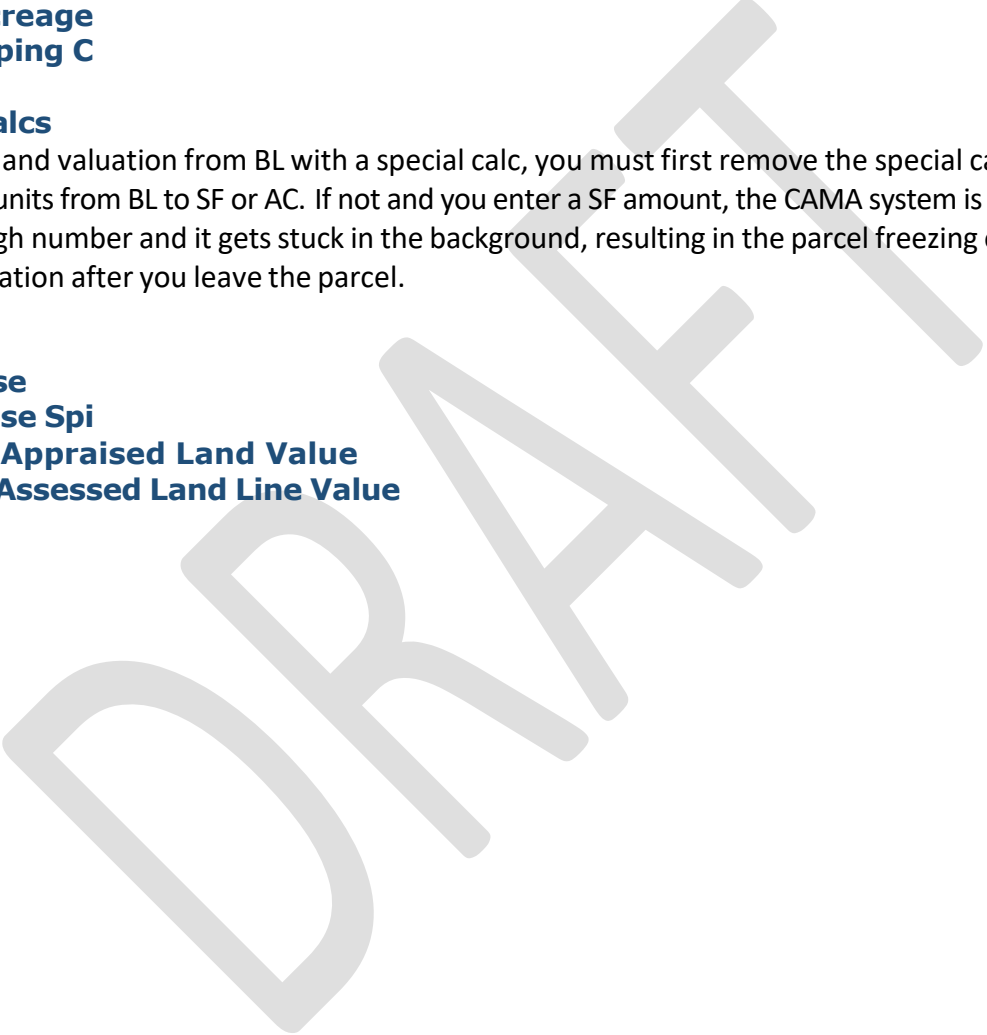 creage
ping C
alcs
and valuation from BL with a special calc, you must first remove the special ca
units from BL to SF or AC. If not and you enter a SF amount, the CAMA system is
gh number and it gets stuck in the background, resulting in the parcel freezing
ation after you leave the parcel.
se
se Spi
Appraised Land Value
Assessed Land Line Value
DRAFT